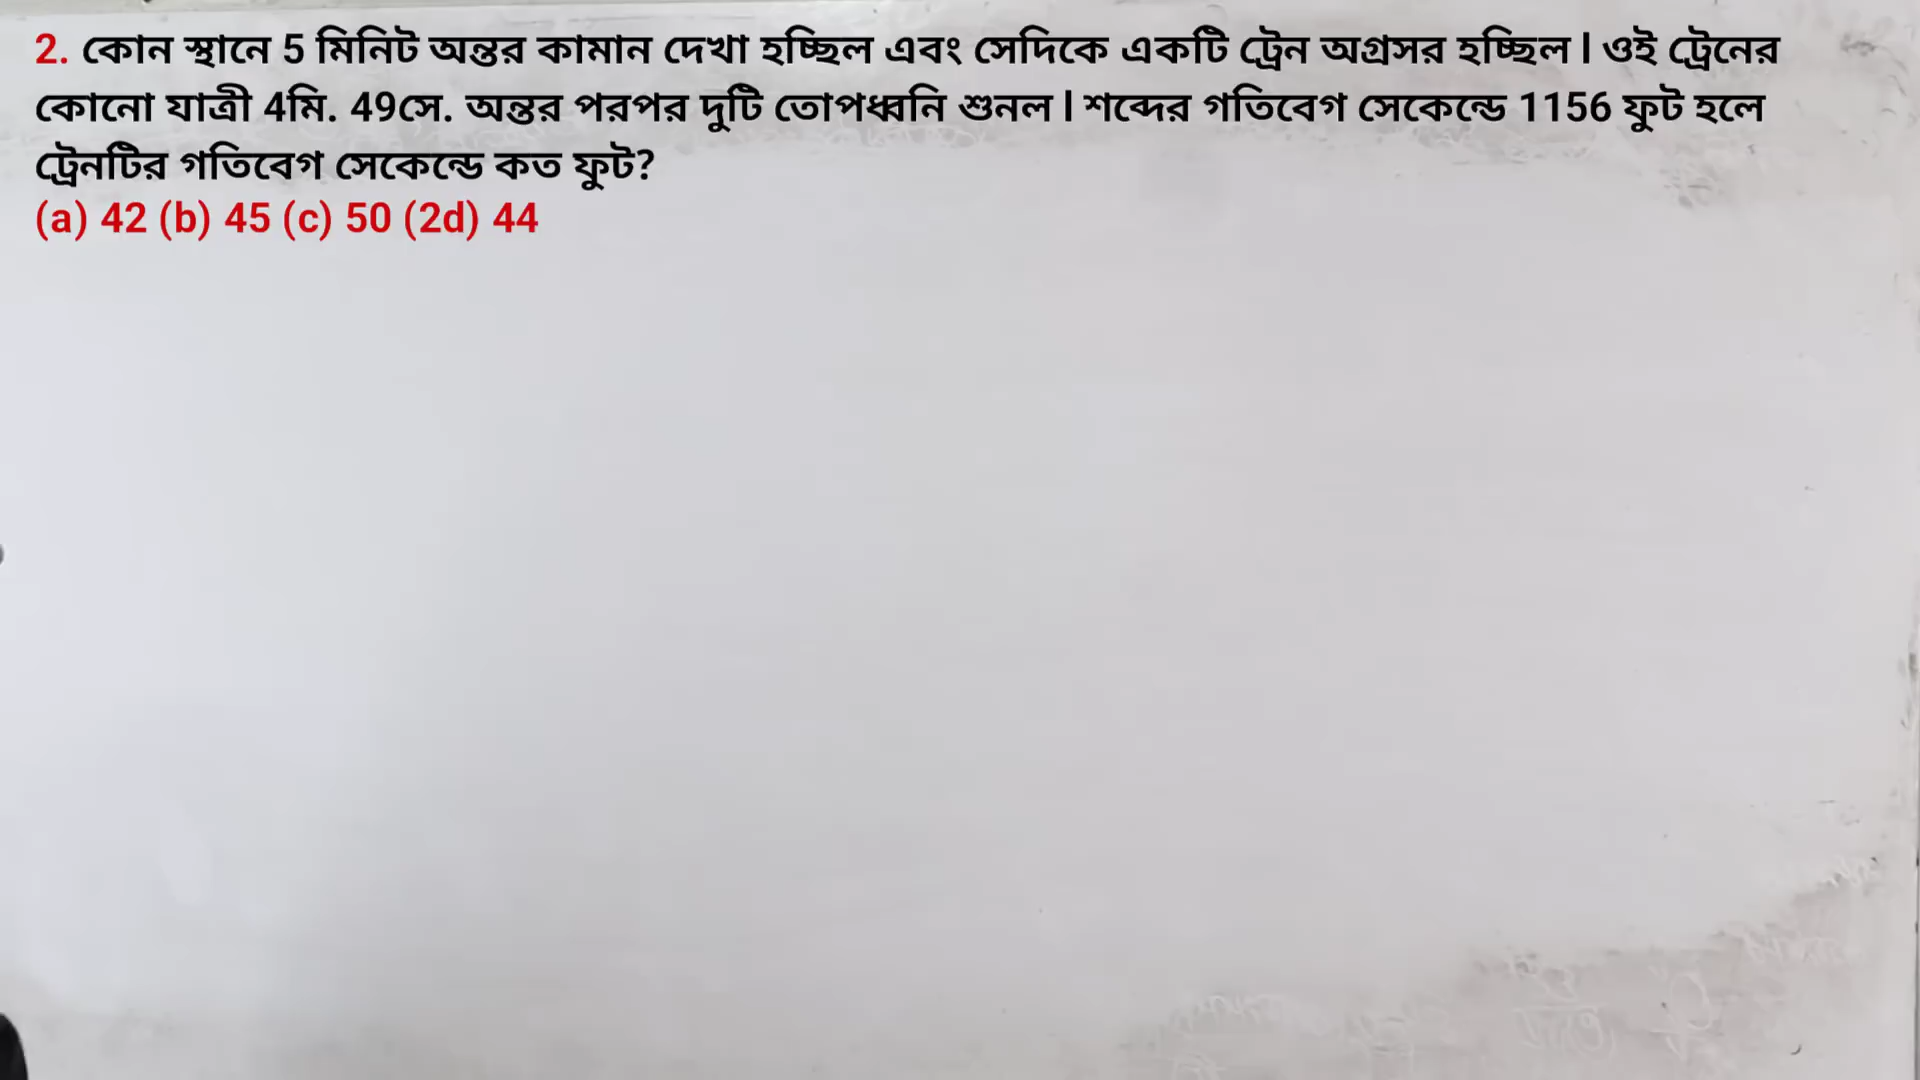 2. কোন স্থানে 5 মিনিট অন্তর কামান দেখা হচ্ছিল এবং সেদিকে একটি ট্রেন অগ্রসর হচ্ছিল l ওই ট্রেনের
কোনো যাত্রী 4মি. 49সে. অন্তর পরপর দুটি তোপধ্বনি শুনল l শব্দের গতিবেগ সেকেন্ডে 1156 ফুট হলে
ট্রেনটির গতিবেগ সেকেন্ডে কত ফুট?
(a) 42 (b) 45 (c) 50 (2d) 44